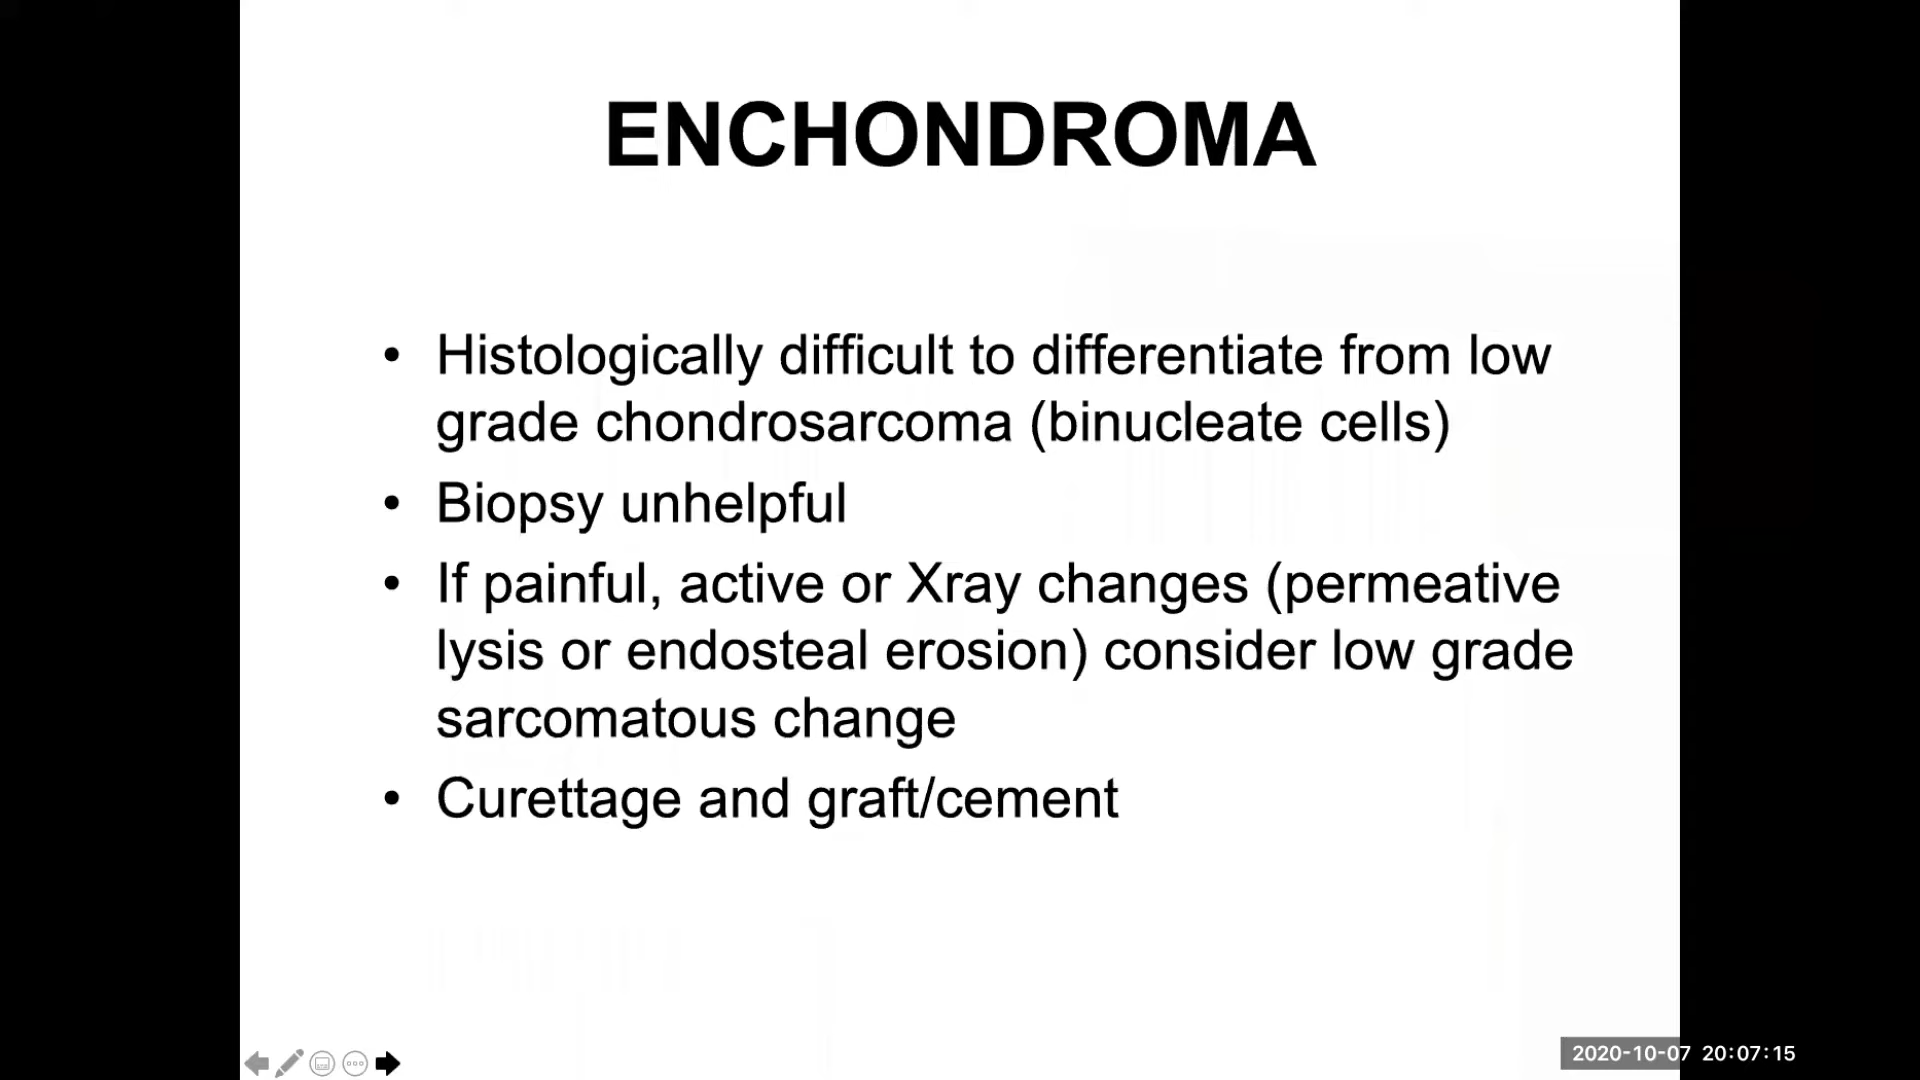 ENCHONDROMA
• Histologically difficult to differentiate from low
grade chondrosarcoma (binucleate cells)
• Biopsy unhelpful
• If painful, active or Xray changes (permeative
lysis or endosteal erosion) consider low grade
sarcomatous change
• Curettage and graft/cement
2020-10-07 20:07:15